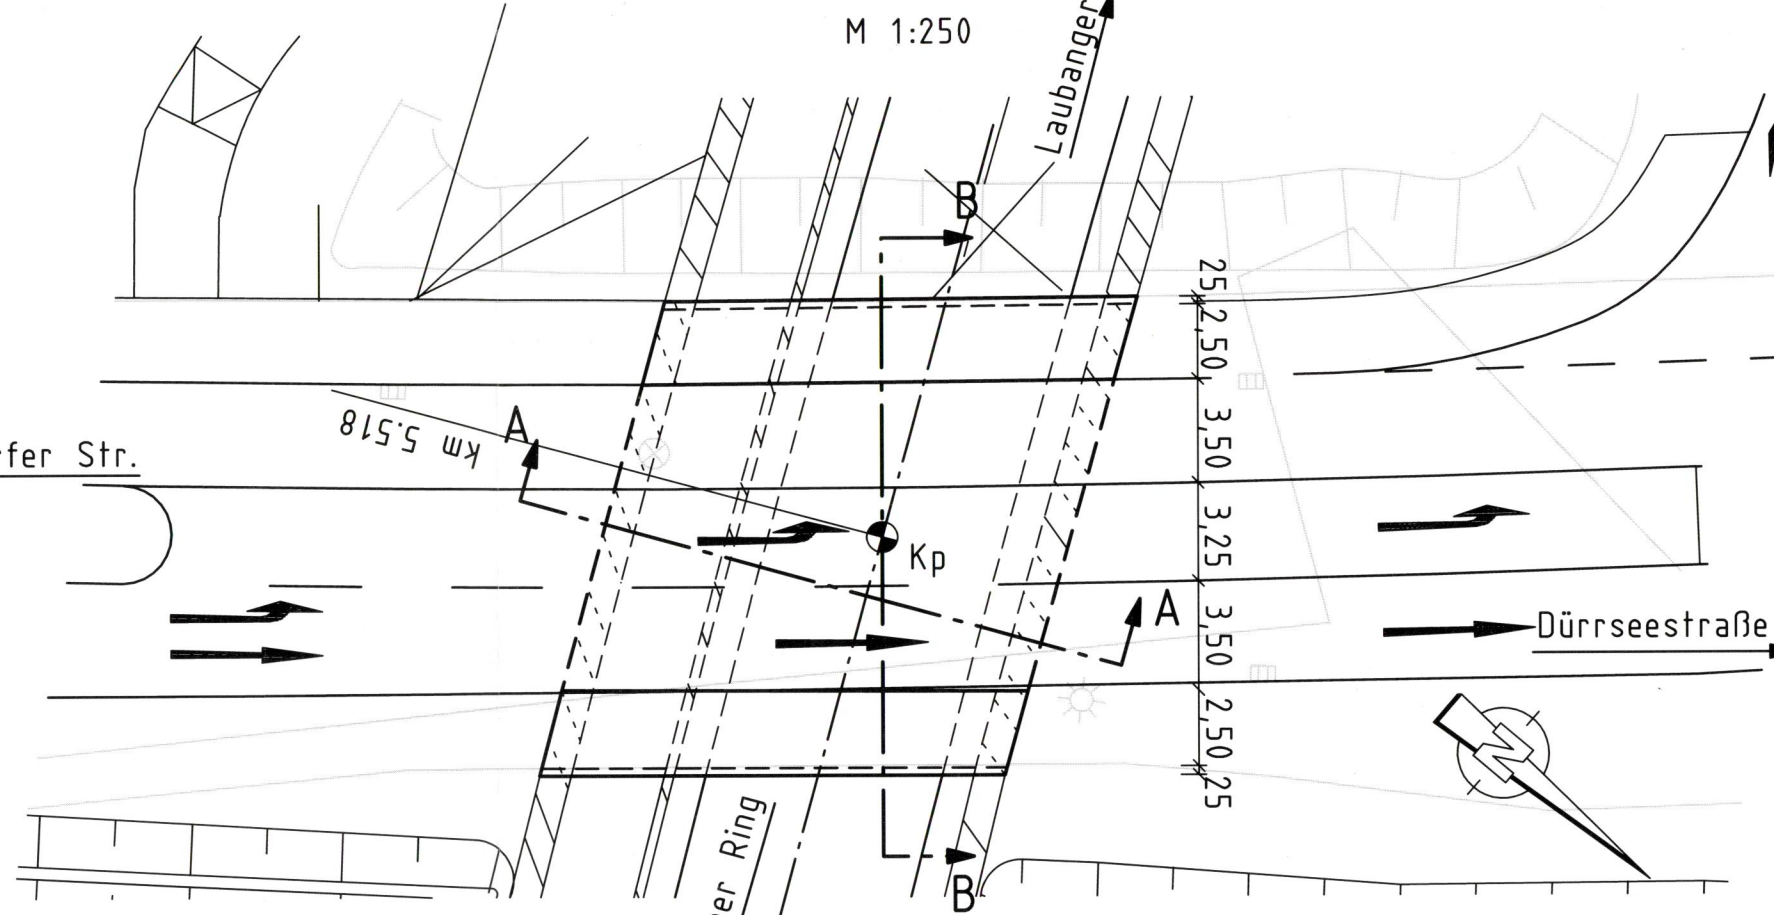 M 1:250
Laubanger
B
25
2,50
A
km 5.518
3,50
rfer Str.
3,25
Kp
A
3,50
Dürrseestraße
2,50
N
25
er Ring
B